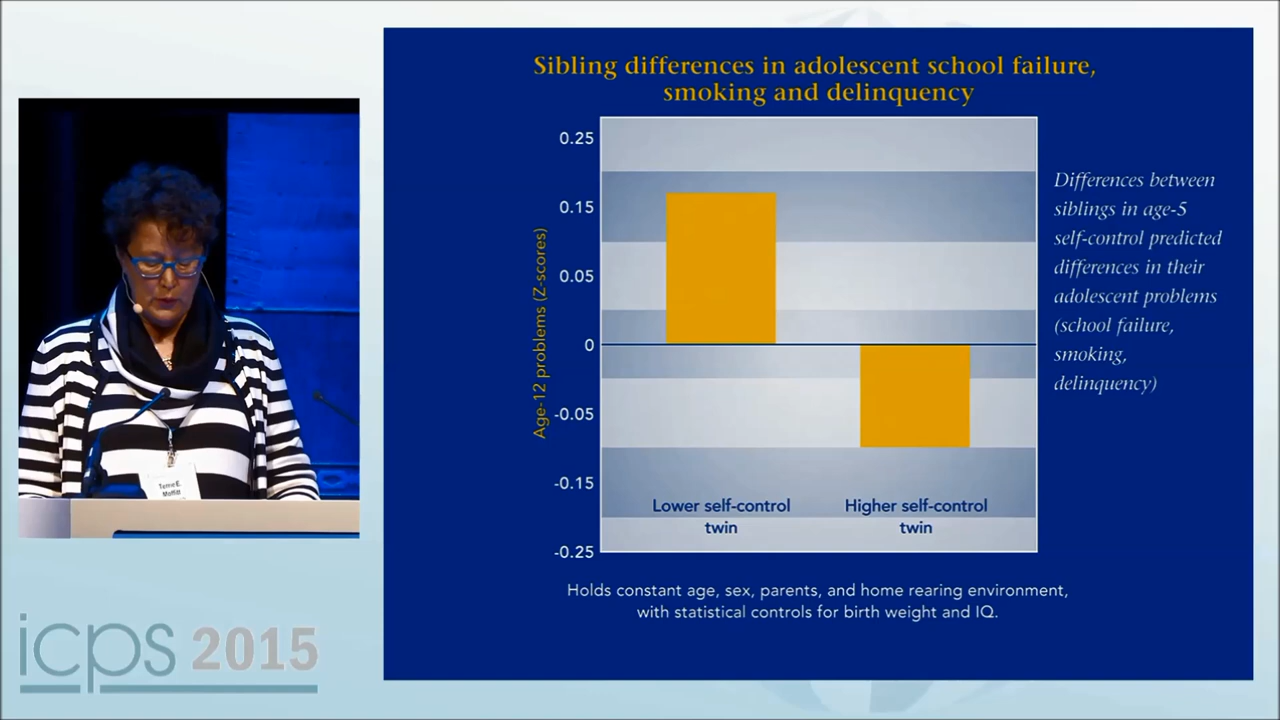 Sibling differences in adolescent school failure,
smoking and delinquency
0.25
0.15
0.05
0
-0.05
-0.15
-0.25
Age-12 problems (Z-scores)
Lower self-control
twin
Higher self-control
twin
Differences between
siblings in age-5
self-control predicted
differences in their
adolescent problems
(school failure,
smoking,
delinquency)
Holds constant age, sex, parents, and home rearing environment,
with statistical controls for birth weight and IQ.
Terrie E.
Moffitt
icps 2015